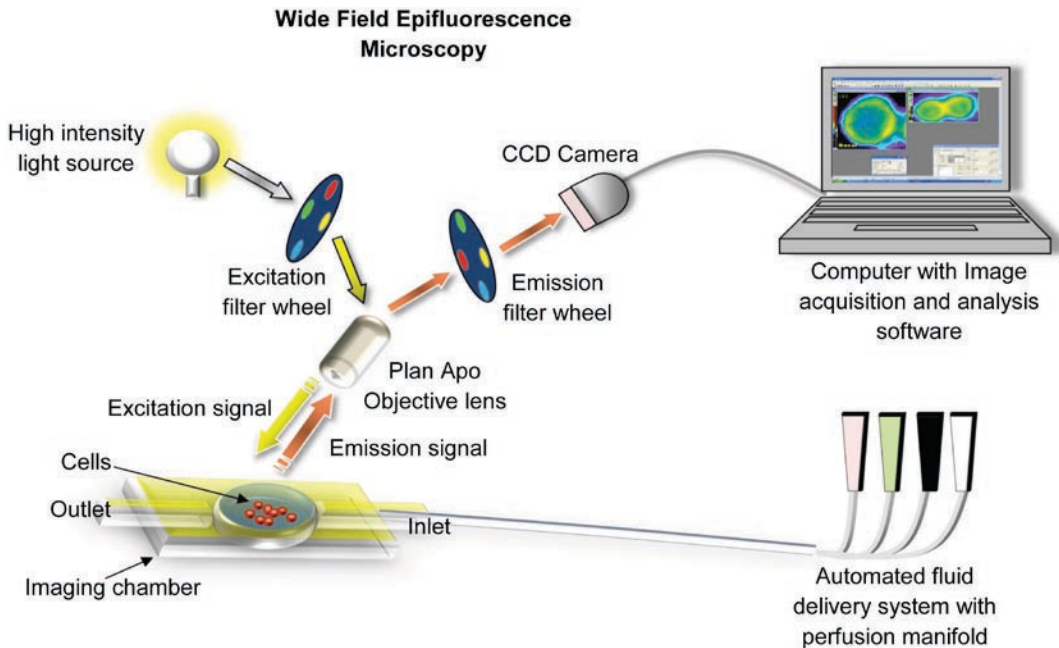 Wide Field Epifluorescence
Microscopy
High intensity
light source
CCD Camera
Excitation
filter wheel
Emission
filter wheel
Computer with Image
acquisition and analysis
software
Plan Apo
Objective lens
Excitation signal
Emission signal
Cells
Outlet
Inlet
Imaging chamber
Automated fluid
delivery system with
perfusion manifold